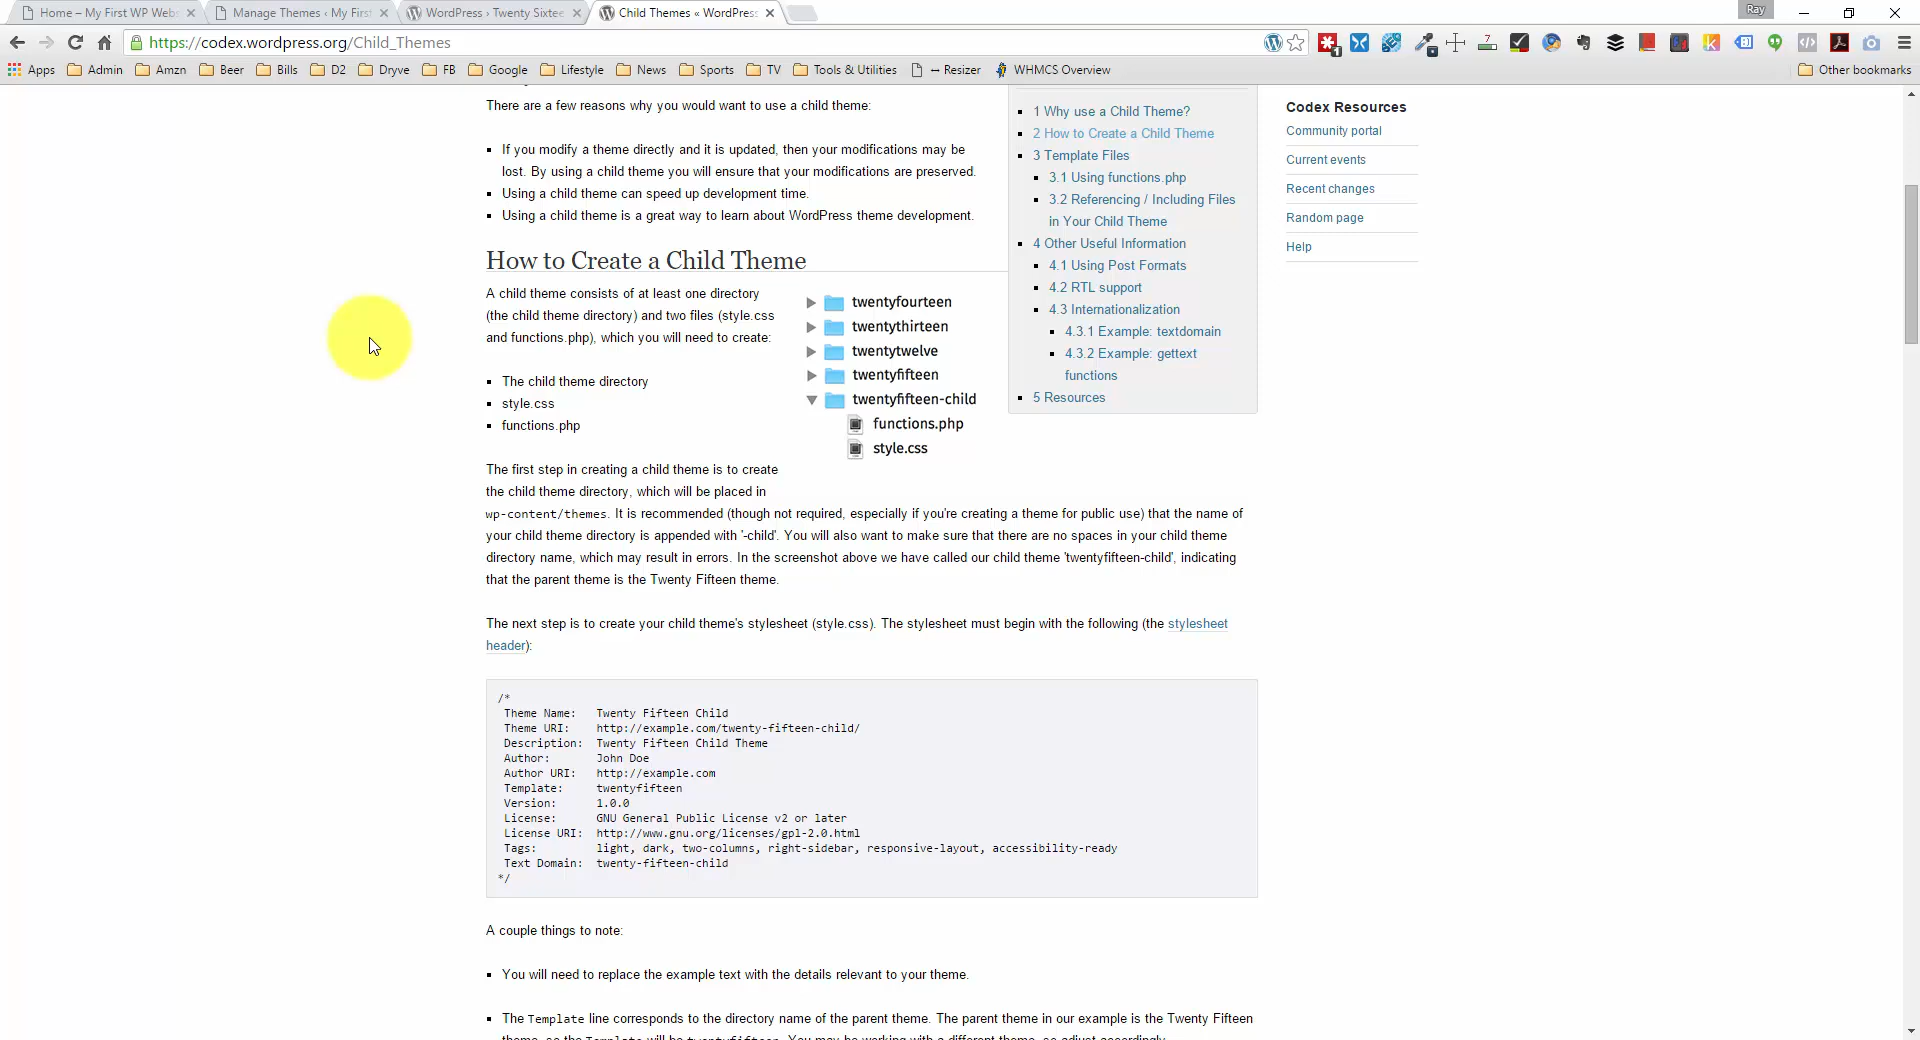 Home – My First WP Webs
Manage Themes ‹ My First
WordPress › Twenty Sixtee
Child Themes « WordPress
Ray
https://codex.wordpress.org/Child_Themes
Apps
Admin
Amzn
Beer
Bills
D2
Dryve
FB
Google
Lifestyle
News
Sports
TV
Tools & Utilities
↔ Resizer
WHMCS Overview
Other bookmarks
There are a few reasons why you would want to use a child theme:
If you modify a theme directly and it is updated, then your modifications may be
lost. By using a child theme you will ensure that your modifications are preserved.
Using a child theme can speed up development time.
Using a child theme is a great way to learn about WordPress theme development.
How to Create a Child Theme
A child theme consists of at least one directory
(the child theme directory) and two files (style.css
and functions.php), which you will need to create:
The child theme directory
style.css
functions.php
twentyfourteen
twentythirteen
twentytwelve
twentyfifteen
twentyfifteen-child
functions.php
style.css
The first step in creating a child theme is to create
the child theme directory, which will be placed in
wp-content/themes. It is recommended (though not required, especially if you're creating a theme for public use) that the name of
your child theme directory is appended with '-child'. You will also want to make sure that there are no spaces in your child theme
directory name, which may result in errors. In the screenshot above we have called our child theme 'twentyfifteen-child', indicating
that the parent theme is the Twenty Fifteen theme.
The next step is to create your child theme's stylesheet (style.css). The stylesheet must begin with the following (the stylesheet
header):
/*
Theme Name: Twenty Fifteen Child
Theme URI: http://example.com/twenty-fifteen-child/
Description: Twenty Fifteen Child Theme
Author: John Doe
Author URI: http://example.com
Template: twentyfifteen
Version: 1.0.0
License: GNU General Public License v2 or later
License URI: http://www.gnu.org/licenses/gpl-2.0.html
Tags: light, dark, two-columns, right-sidebar, responsive-layout, accessibility-ready
Text Domain: twenty-fifteen-child
*/
A couple things to note:
You will need to replace the example text with the details relevant to your theme.
The Template line corresponds to the directory name of the parent theme. The parent theme in our example is the Twenty Fifteen
theme, so the Template will be twentyfifteen. You may be working with a different theme, so adjust accordingly.
1 Why use a Child Theme?
2 How to Create a Child Theme
3 Template Files
3.1 Using functions.php
3.2 Referencing / Including Files
in Your Child Theme
4 Other Useful Information
4.1 Using Post Formats
4.2 RTL support
4.3 Internationalization
4.3.1 Example: textdomain
4.3.2 Example: gettext
functions
5 Resources
Codex Resources
Community portal
Current events
Recent changes
Random page
Help